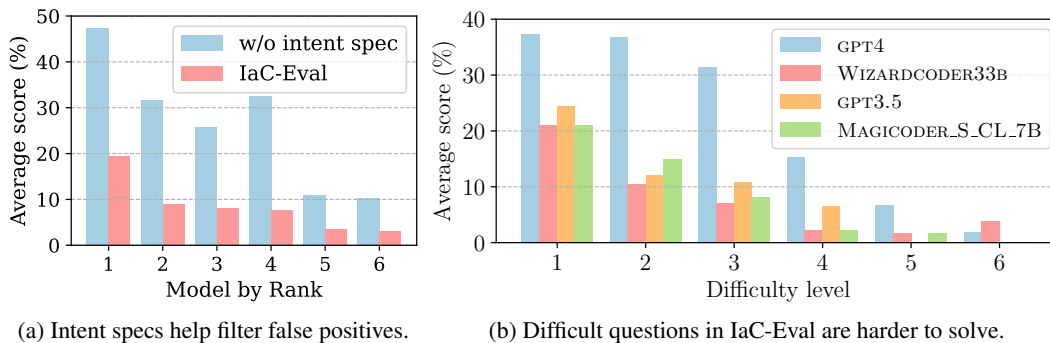 50
40
30
20
10
0
Average score (%)
w/o intent spec
IaC-Eval
1 2 3 4 5 6
Model by Rank
(a) Intent specs help filter false positives.
40
30
20
10
0
Average score (%)
GPT4
WIZARDCODER33B
GPT3.5
MAGICODER_S_CL_7B
1 2 3 4 5 6
Difficulty level
(b) Difficult questions in IaC-Eval are harder to solve.